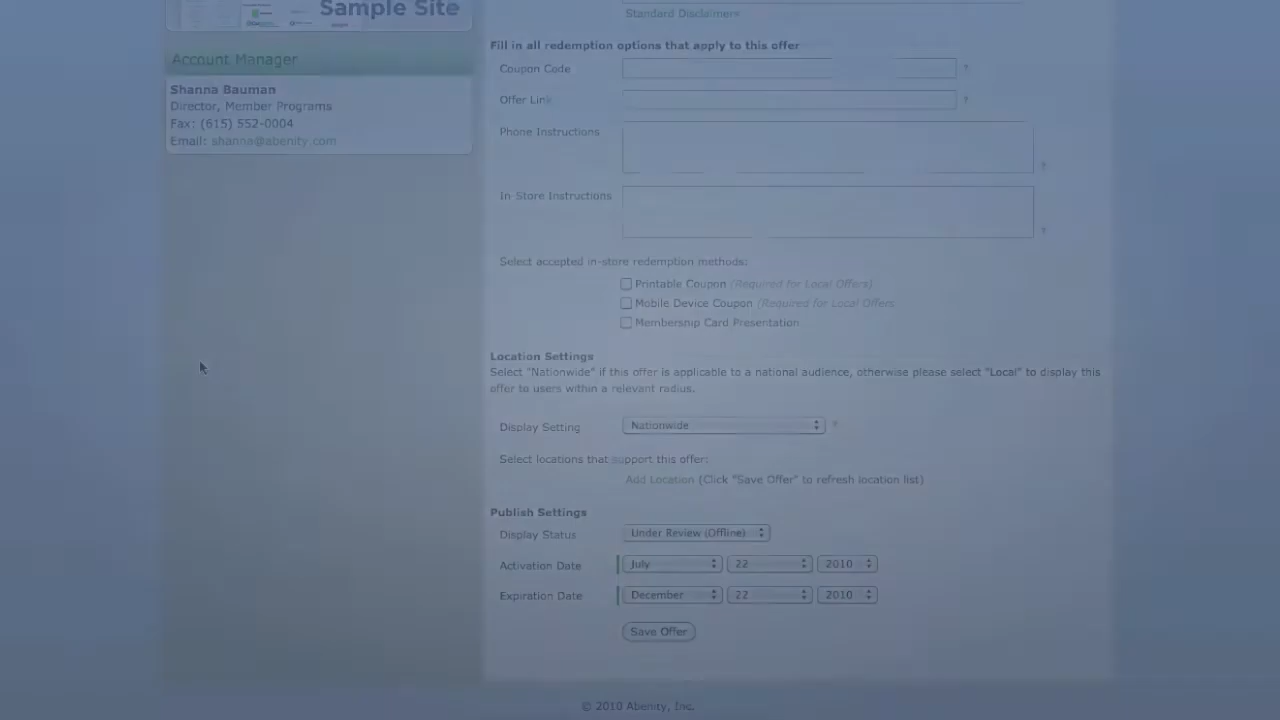 Sample Site
Account Manager
Shanna Bauman
Director, Member Programs
Fax: (615) 552-0004
Email: shanna@abenity.com
Standard Disclaimer»
Fill in all redemption options that apply to this offer
Coupon Code
Offer Link
Phone Instructions
In-Store Instructions
Select accepted in-store redemption methods:
Printable Coupon (Required for Local Offers)
Mobile Device Coupon (Required for Local Offers
Membership Card Presentation
Location Settings
Select "Nationwide" if this offer is applicable to a national audience, otherwise please select "Local" to display this
offer to users within a relevant radius.
Display Setting Nationwide
Select locations that support this offer:
Add Location (Click "Save Offer" to refresh location list)
Publish Settings
Display Status Under Review (Offline)
Activation Date July 22 2010
Expiration Date December 22 2010
Save Offer
© 2010 Abenity, Inc.